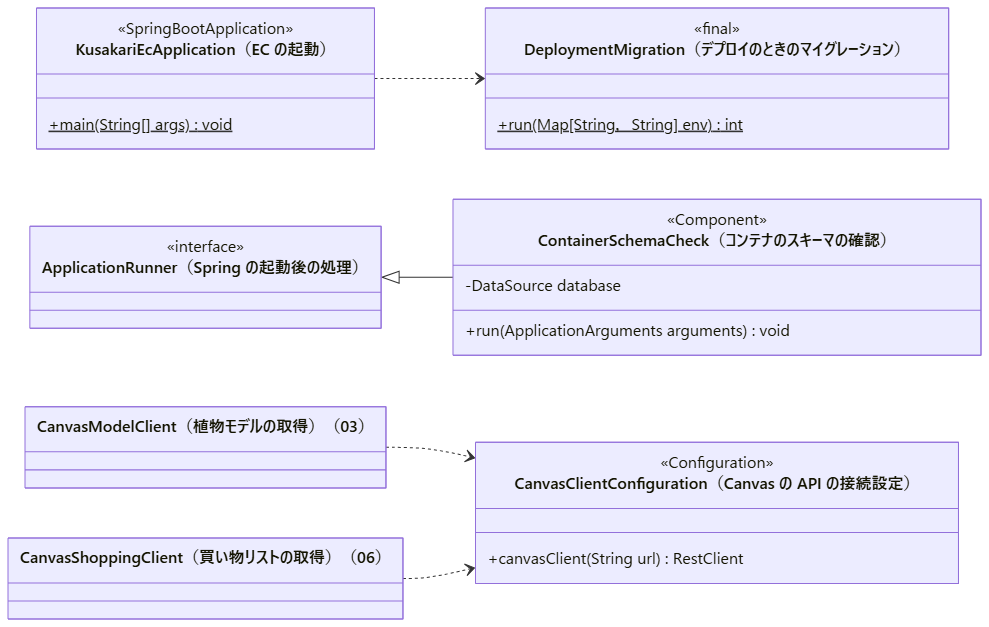 «SpringBootApplication»
KusakariEcApplication（EC の起動）
+main(String[] args) : void
«final»
DeploymentMigration（デプロイのときのマイグレーション）
+run(Map[String, String] env) : int
«interface»
ApplicationRunner（Spring の起動後の処理）
«Component»
ContainerSchemaCheck（コンテナのスキーマの確認）
-DataSource database
+run(ApplicationArguments arguments) : void
CanvasModelClient（植物モデルの取得）（03）
«Configuration»
CanvasClientConfiguration（Canvas の API の接続設定）
+canvasClient(String url) : RestClient
CanvasShoppingClient（買い物リストの取得）（06）